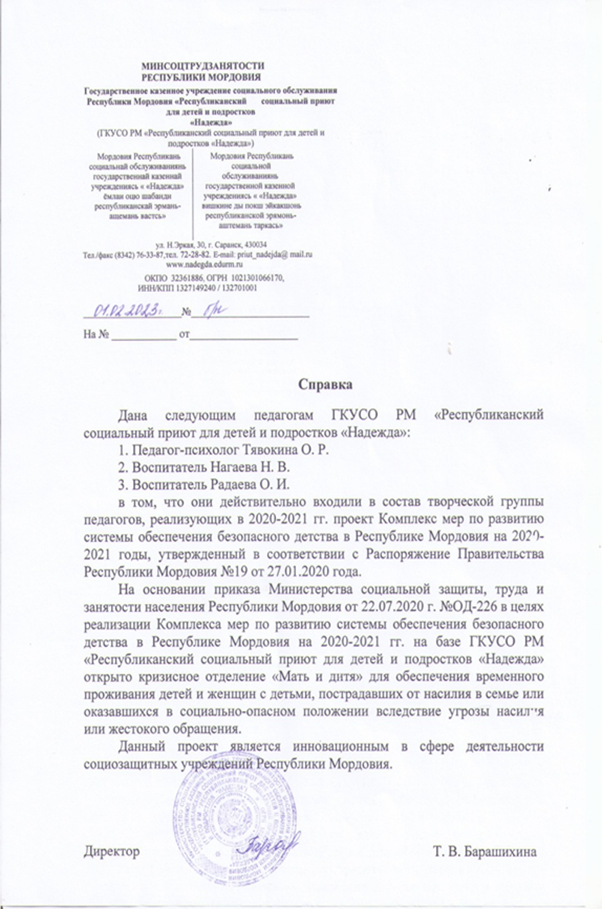 МИНСОЦТРУДЗАНЯТОСТИ
РЕСПУБЛИКИ МОРДОВИЯ
Государственное казенное учреждение социального обслуживания
Республики Мордовия «Республиканский социальный приют
для детей и подростков
«Надежда»
(ГКУСО РМ «Республиканский социальный приют для детей и
подростков «Надежда»)
Мордовия Республикань
социальнай обслуживаниянь
государственнай казеннай
учреждениясь « «Надежда»
ёмлан оцю шабанди
республиканскай эрмань-
ашемань вастсь»
Мордовия Республикань
социальной
обслуживаниянь
государственной казенной
учреждениясь « «Надежда»
вишкине ды покш эйкакшонь
республиканской эрямонь-
аштемань таркась»
ул. Н.Эркая, 30, г. Саранск, 430034
Тел./факс (8342) 76-33-87,тел. 72-28-82. E-mail: priut_nadejda@ mail.ru
www.nadegda.edurm.ru
ОКПО 32361886, ОГРН 1021301066170,
ИНН/КПП 1327149240 / 132701001
01.02.2023г. № б/н
На № ____________ от____________________
Справка
Дана следующим педагогам ГКУСО РМ «Республиканский
социальный приют для детей и подростков «Надежда»:
1. Педагог-психолог Тявокина О. Р.
2. Воспитатель Нагаева Н. В.
3. Воспитатель Радаева О. И.
в том, что они действительно входили в состав творческой группы
педагогов, реализующих в 2020-2021 гг. проект Комплекс мер по развитию
системы обеспечения безопасного детства в Республике Мордовия на 2020-
2021 годы, утвержденный в соответствии с Распоряжение Правительства
Республики Мордовия №19 от 27.01.2020 года.
На основании приказа Министерства социальной защиты, труда и
занятости населения Республики Мордовия от 22.07.2020 г. №ОД-226 в целях
реализации Комплекса мер по развитию системы обеспечения безопасного
детства в Республике Мордовия на 2020-2021 гг. на базе ГКУСО РМ
«Республиканский социальный приют для детей и подростков «Надежда»
открыто кризисное отделение «Мать и дитя» для обеспечения временного
проживания детей и женщин с детьми, пострадавших от насилия в семье или
оказавшихся в социально-опасном положении вследствие угрозы насилия
или жестокого обращения.
Данный проект является инновационным в сфере деятельности
социозащитных учреждений Республики Мордовия.
Директор Т. В. Барашихина